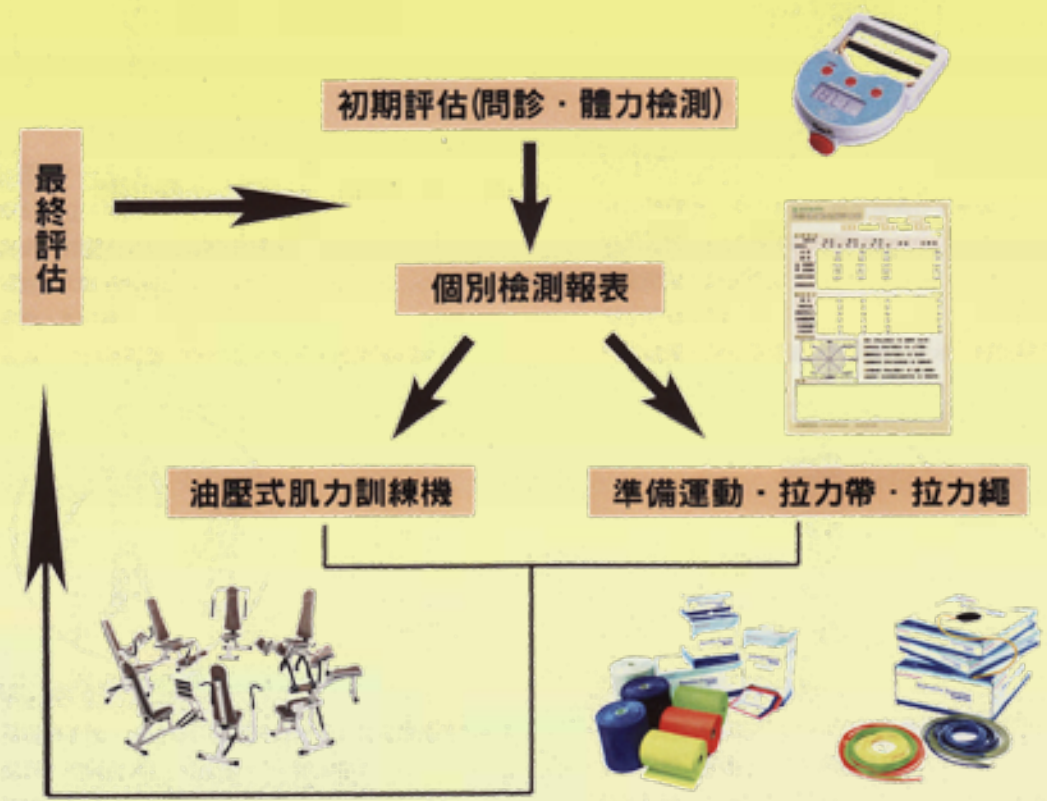 初期評估(問診．體力檢測)
最終評估
個別檢測報表
油壓式肌力訓練機
準備運動．拉力帶．拉力繩